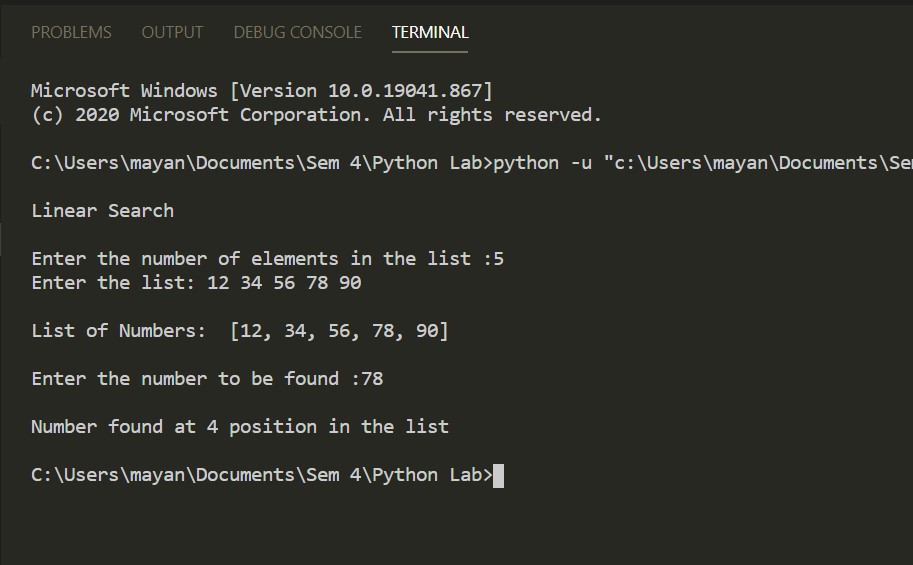 PROBLEMS OUTPUT DEBUG CONSOLE TERMINAL
Microsoft Windows [Version 10.0.19041.867]
(c) 2020 Microsoft Corporation. All rights reserved.
C:\Users\mayan\Documents\Sem 4\Python Lab>python -u "c:\Users\mayan\Documents\Se
Linear Search
Enter the number of elements in the list :5
Enter the list: 12 34 56 78 90
List of Numbers:  [12, 34, 56, 78, 90]
Enter the number to be found :78
Number found at 4 position in the list
C:\Users\mayan\Documents\Sem 4\Python Lab>